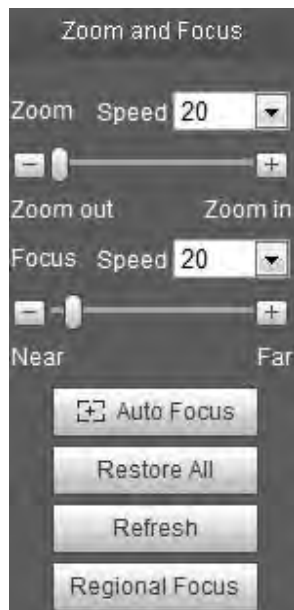 Zoom and Focus
Zoom Speed 20
Zoom out Zoom in
Focus Speed 20
Near Far
Auto Focus
Restore All
Refresh
Regional Focus